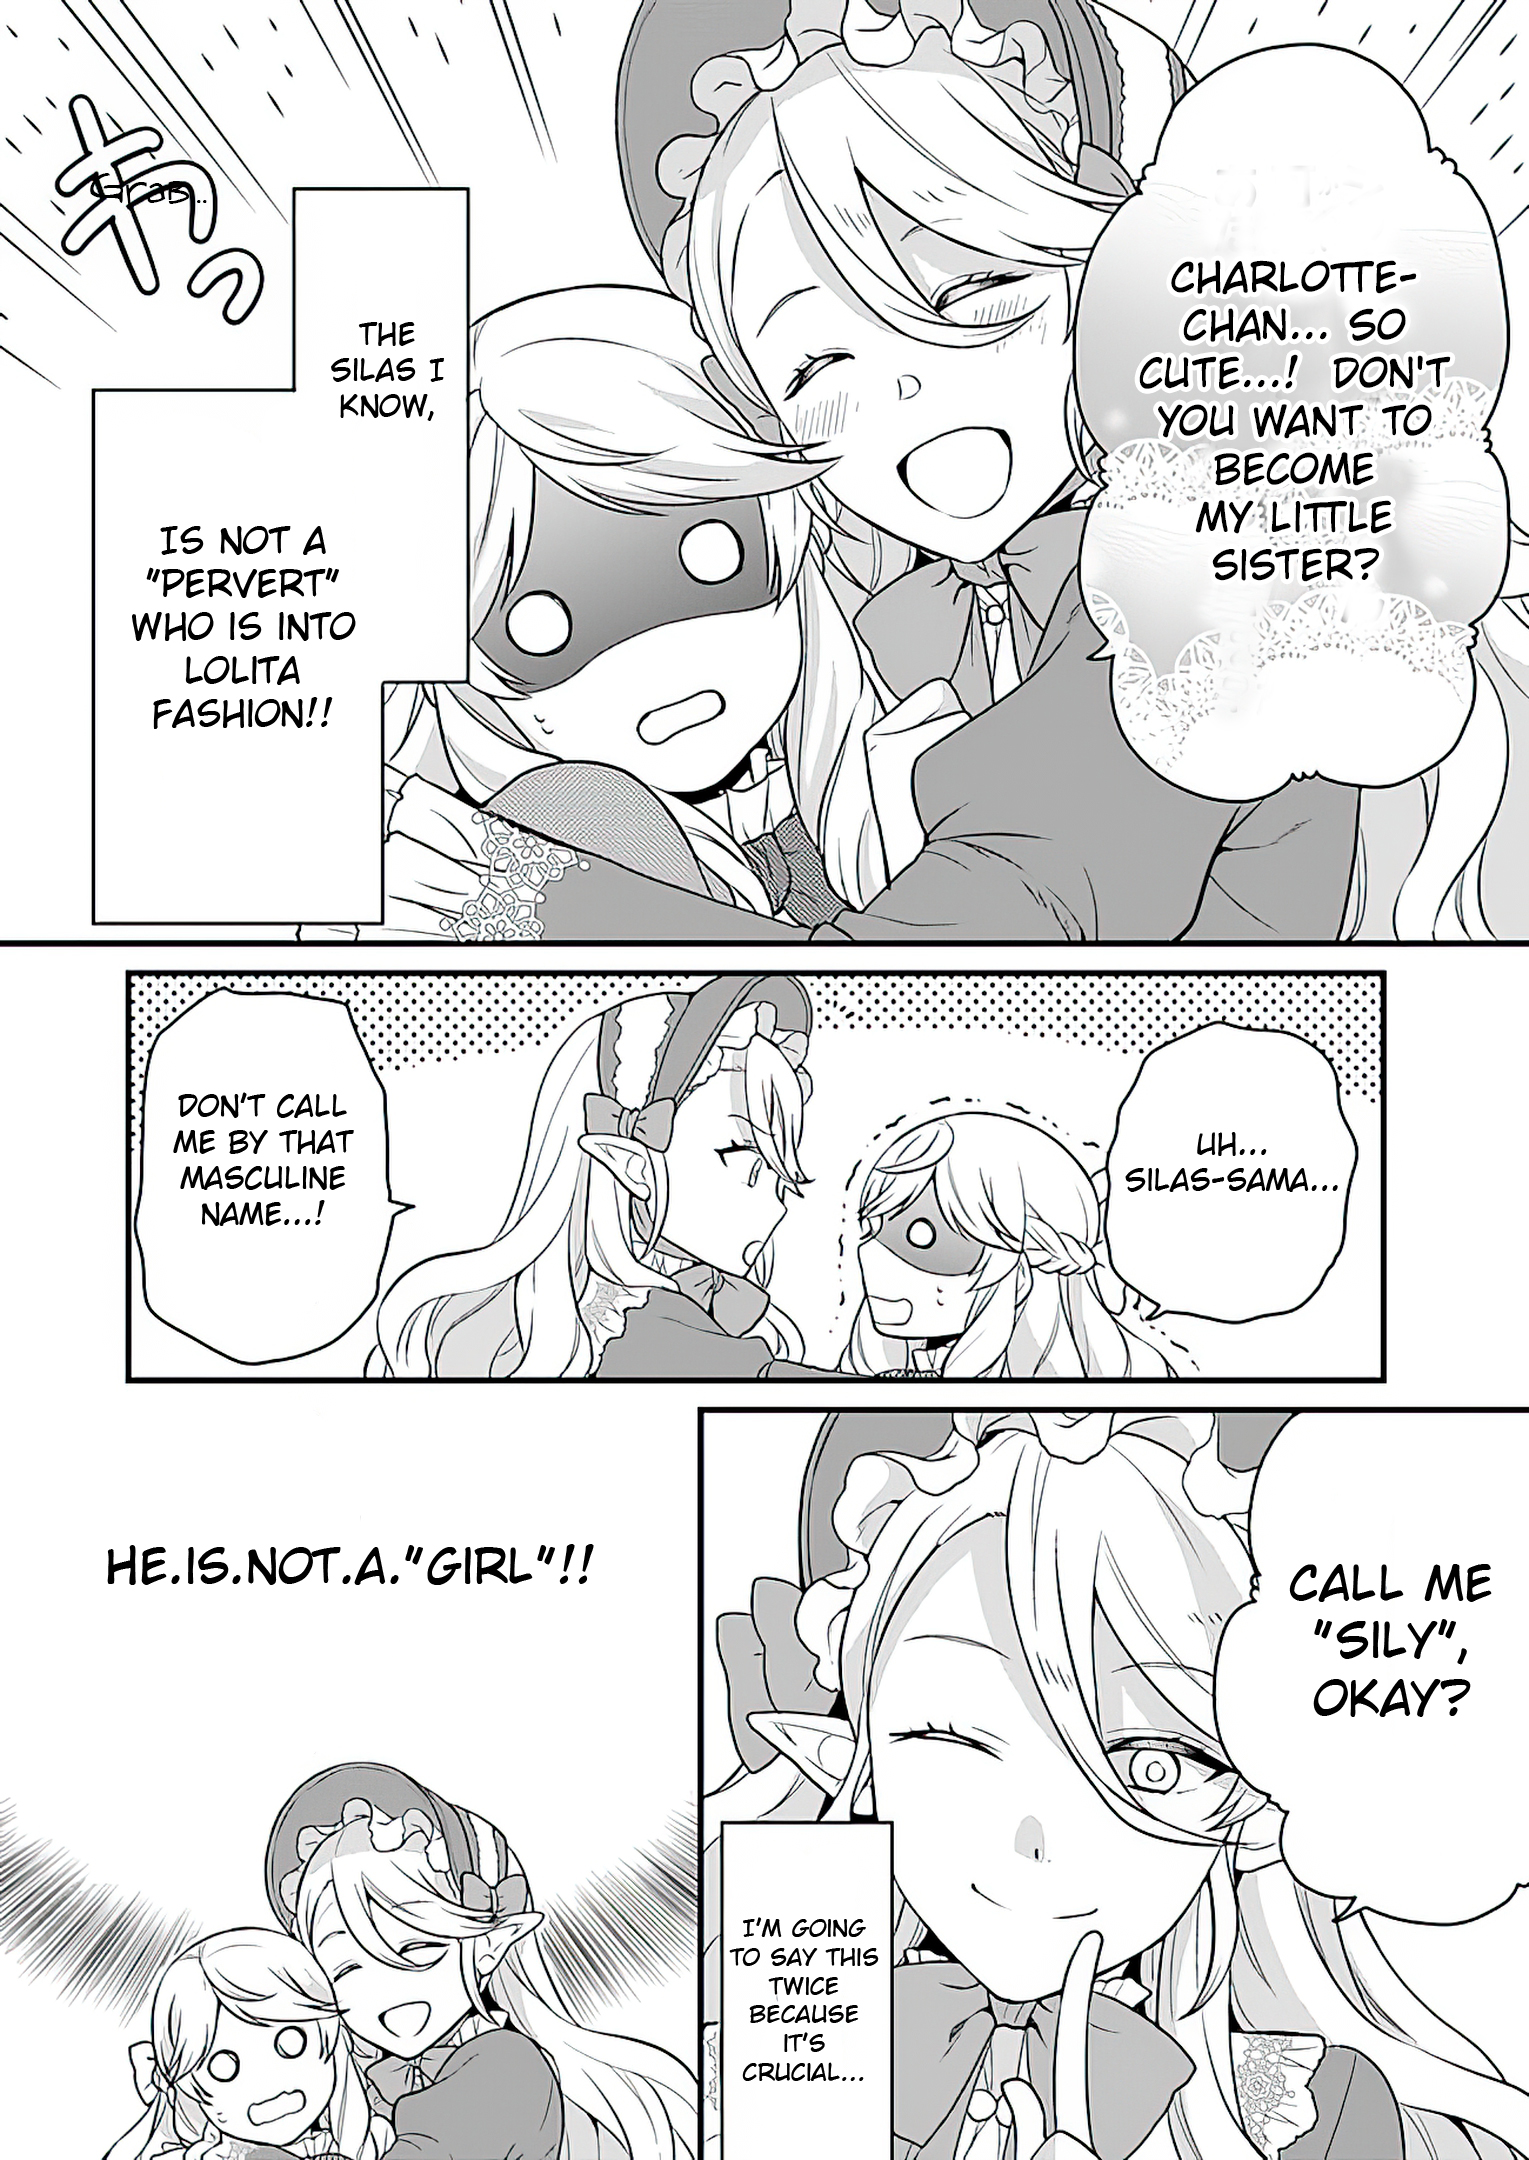 CHARLOTTE-
CHAN... SO
CUTE...! DON'T
YOU WANT TO
BECOME
MY LITTLE
SISTER?
THE
SILAS I
KNOW,
IS NOT A
"PERVERT"
WHO IS INTO
LOLITA
FASHION!!
キっ
Grab...
UH...
SILAS-SAMA...
DON'T CALL
ME BY THAT
MASCULINE
NAME...!
CALL ME
"SILY",
OKAY?
I'M GOING
TO SAY THIS
TWICE
BECAUSE
IT'S
CRUCIAL...
HE.IS.NOT.A."GIRL"!!